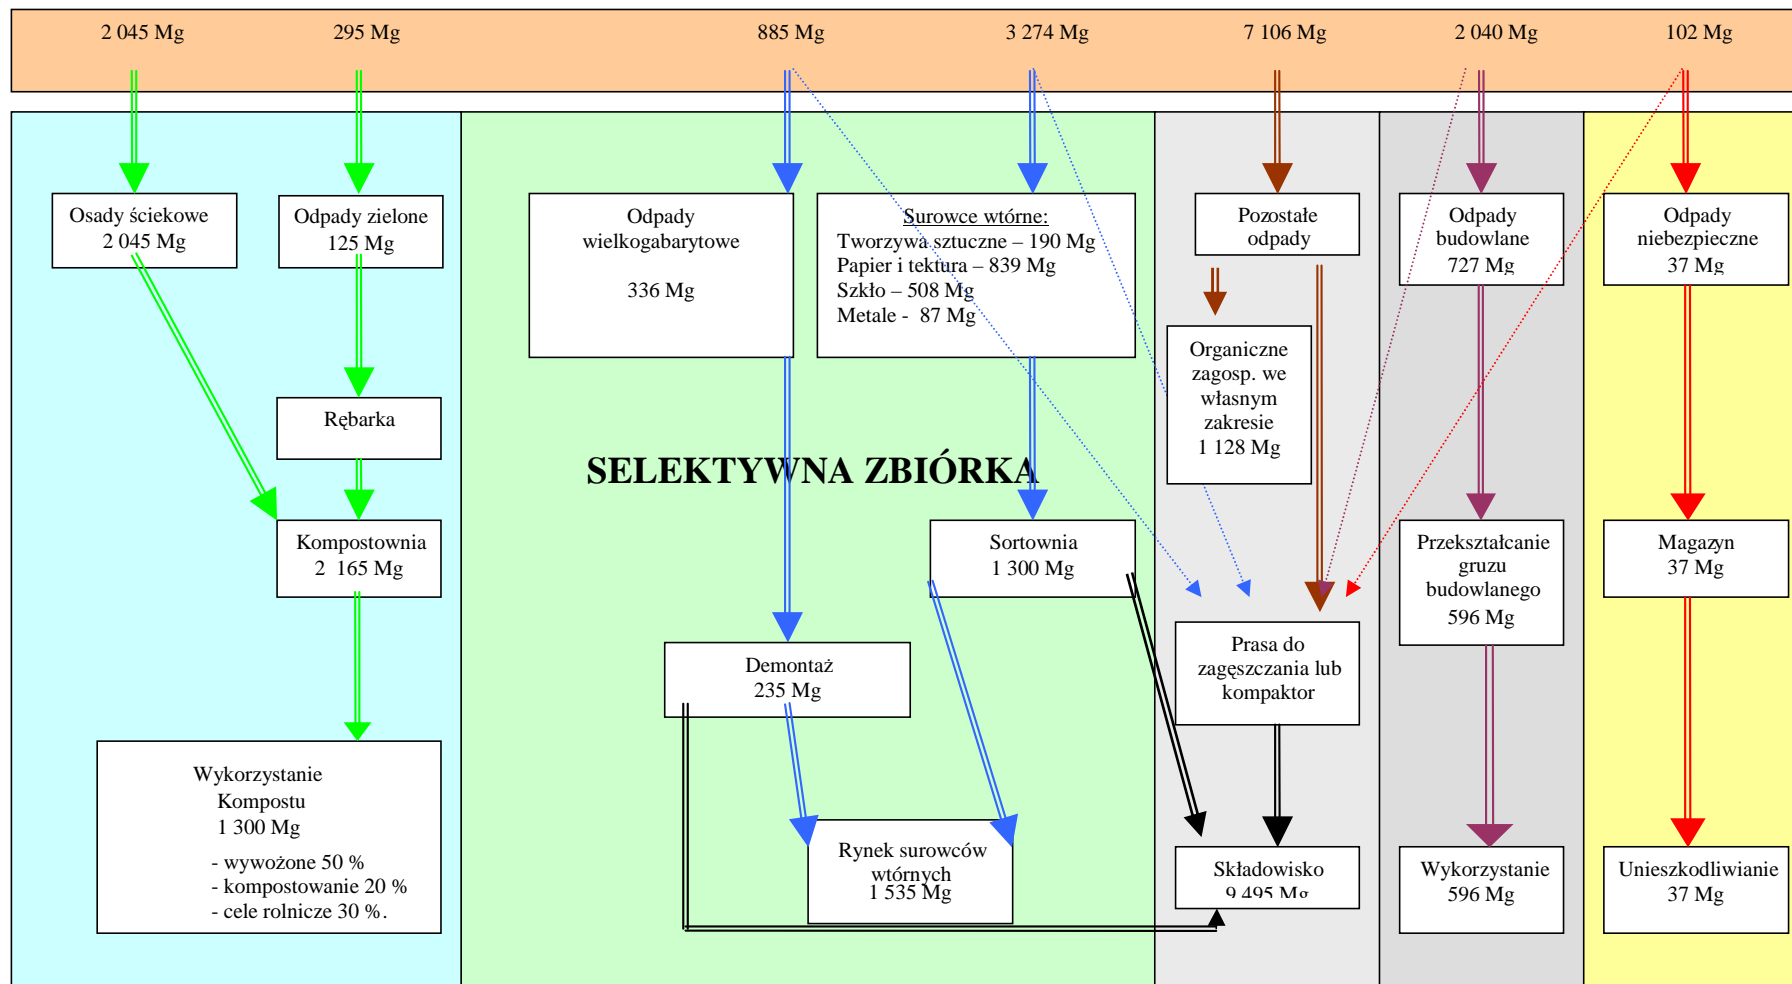 2 045 Mg
295 Mg
885 Mg
3 274 Mg
7 106 Mg
2 040 Mg
102 Mg
Osady ściekowe
2 045 Mg
Odpady zielone
125 Mg
Rębarka
Kompostownia
2 165 Mg
Wykorzystanie
Kompostu
1 300 Mg
- wywożone 50 %
- kompostowanie 20 %
- cele rolnicze 30 %.
SELEKTYWNA ZBIÓRKA
Odpady
wielkogabarytowe
336 Mg
Surowce wtórne:
Tworzywa sztuczne – 190 Mg
Papier i tektura – 839 Mg
Szkło – 508 Mg
Metale - 87 Mg
Sortownia
1 300 Mg
Demontaż
235 Mg
Rynek surowców
wtórnych
1 535 Mg
Pozostałe
odpady
Organiczne
zagosp. we
własnym
zakresie
1 128 Mg
Prasa do
zagęszczania lub
kompaktor
Składowisko
9 495 Mg
Odpady
budowlane
727 Mg
Przekształcanie
gruzu
budowlanego
596 Mg
Wykorzystanie
596 Mg
Odpady
niebezpieczne
37 Mg
Magazyn
37 Mg
Unieszkodliwianie
37 Mg